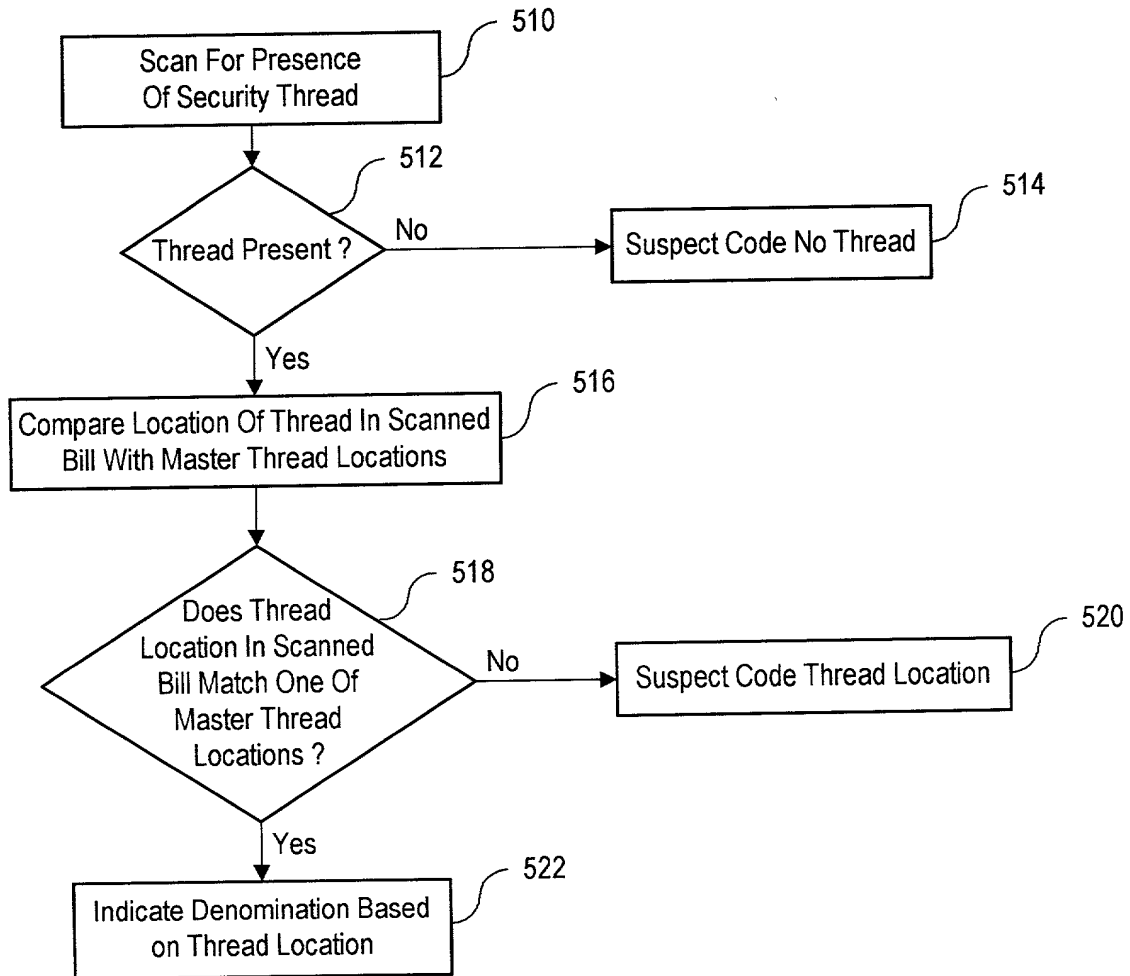 510
Scan For Presence
Of Security Thread
512
Thread Present ?
No
514
Suspect Code No Thread
Yes
516
Compare Location Of Thread In Scanned
Bill With Master Thread Locations
518
Does Thread
Location In Scanned
Bill Match One Of
Master Thread
Locations ?
No
520
Suspect Code Thread Location
Yes
522
Indicate Denomination Based
on Thread Location